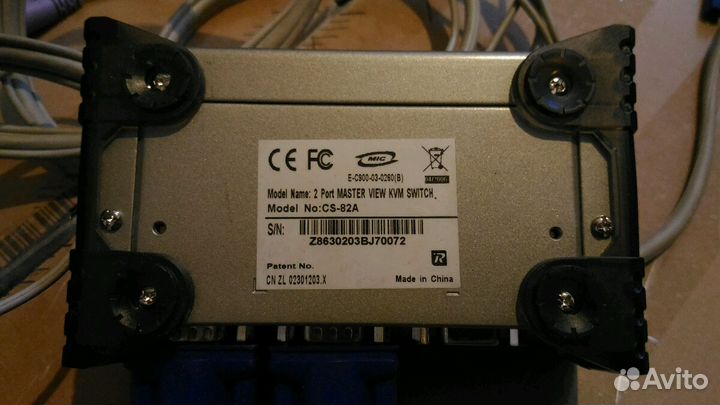 CE FC MIC
E-C900-03-0260(B)
Model Name: 2 Port MASTER VIEW KVM SWITCH
Model No:CS-82A
S/N:
Z8630203BJ70072
Patent No.
CN ZL 02301203.X
R
Made in China
Avito